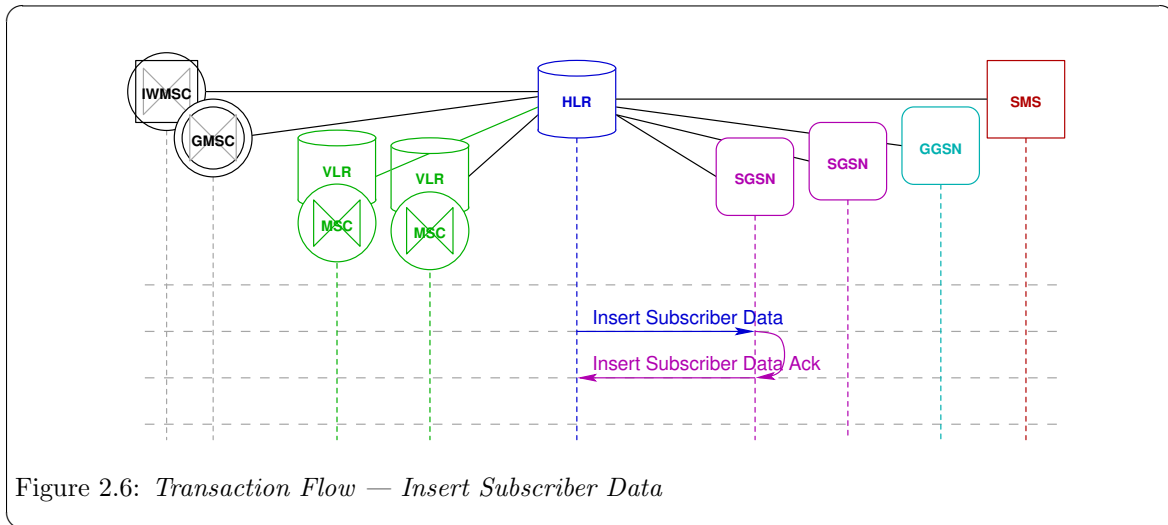 IWMSC
GMSC
VLR
MSC
VLR
MSC
HLR
SGSN
SGSN
GGSN
SMS
Insert Subscriber Data
Insert Subscriber Data Ack
Figure 2.6: Transaction Flow — Insert Subscriber Data